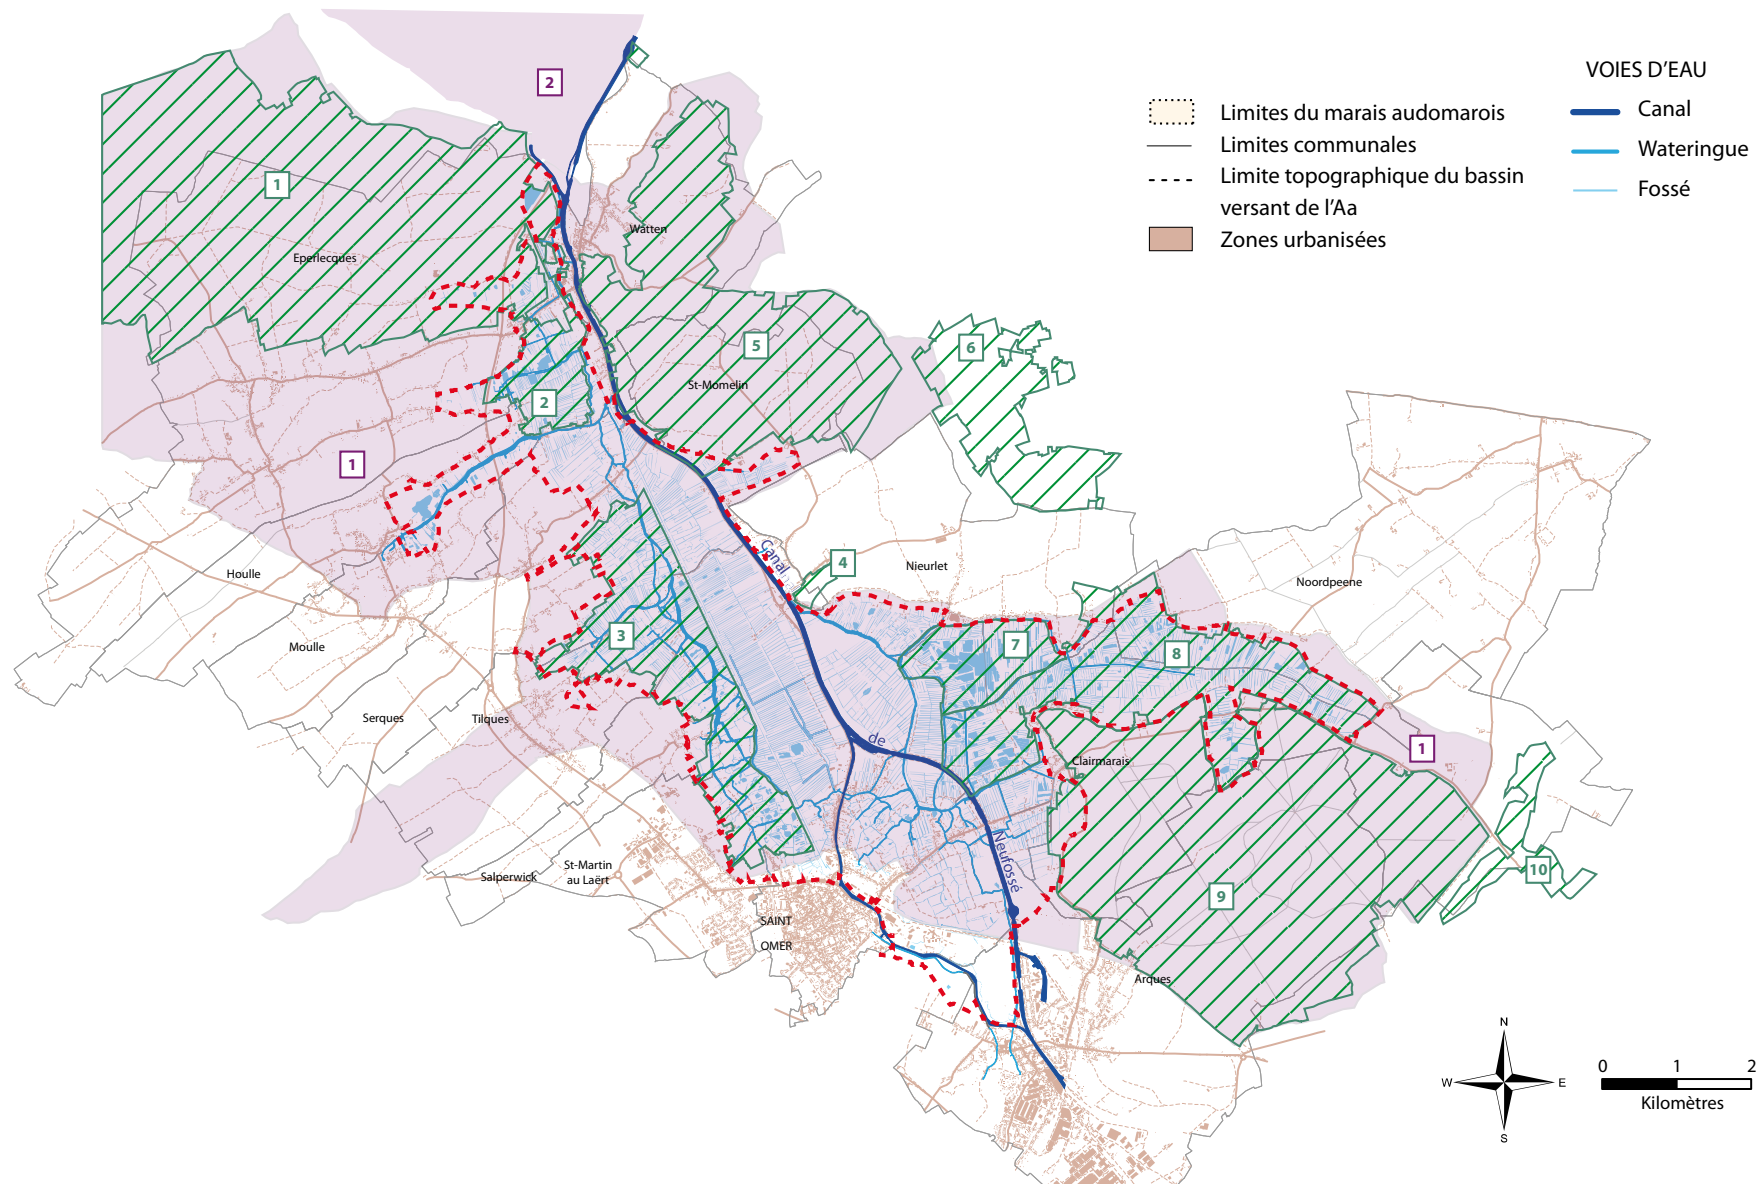 2
Limites du marais audomarois
Limites communales
Limite topographique du bassin
versant de l'Aa
Zones urbanisées
VOIES D'EAU
Canal
Wateringue
Fossé
1
Eperlecques
Watten
5
St-Momelin
6
2
1
Houlle
Moulle
Serques
Tilques
3
Canal
de
Neufossé
4
Nieurlet
7
8
Noordpeene
Clairmarais
1
9
10
Salperwick
St-Martin
au Laërt
SAINT
OMER
Arques
N
W
E
S
0 1 2
Kilomètres